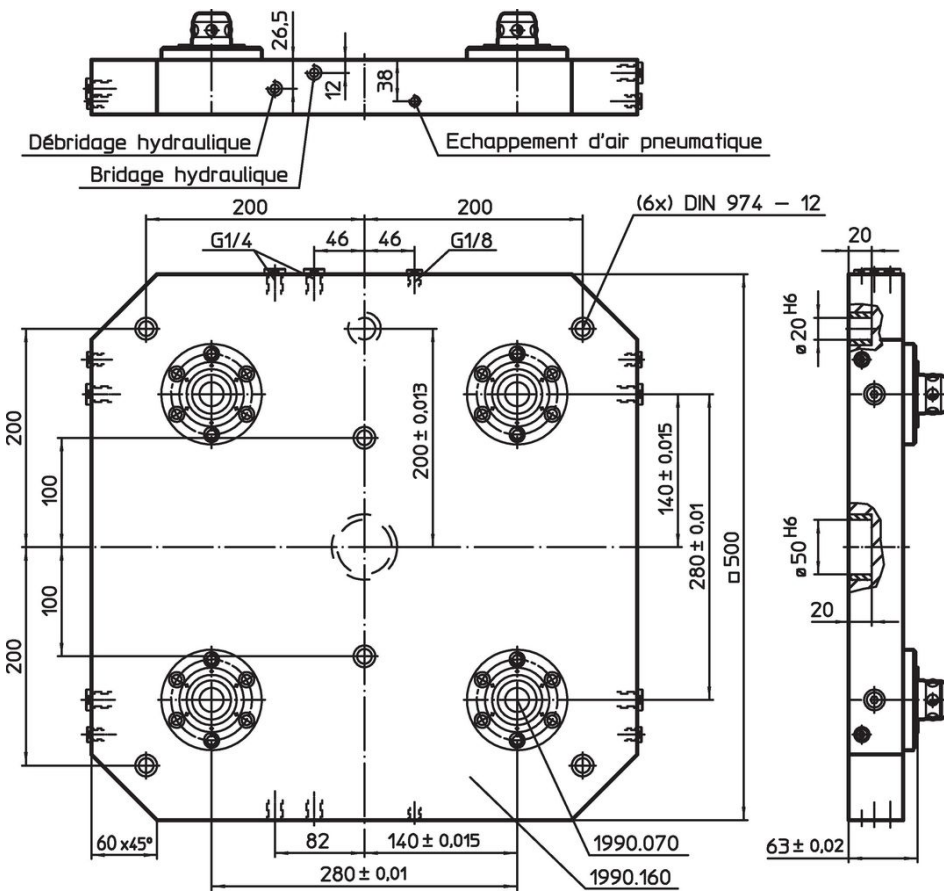 26,5
12
38
Débridage hydraulique
Echappement d'air pneumatique
Bridage hydraulique
200
200
(6x) DIN 974 – 12
G1/4
46
46
G1/8
20
ø20 H6
200
100
200 ± 0,013
140 ± 0,015
280 ± 0,01
□ 500
ø50 H6
100
20
200
60 x45°
82
140 ± 0,015
1990.070
63 ± 0,02
280 ± 0,01
1990.160